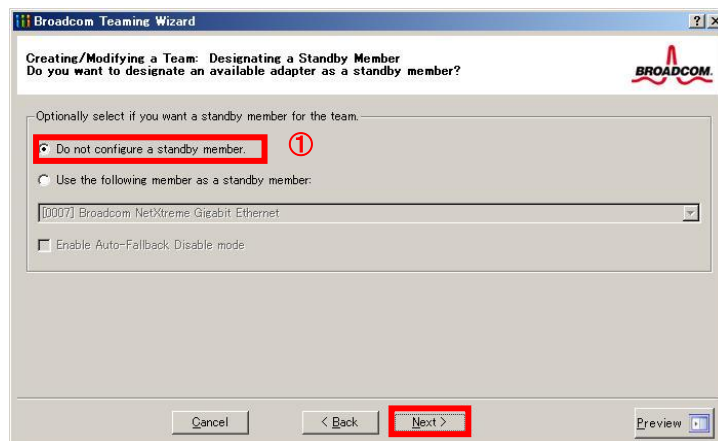 Broadcom Teaming Wizard
Creating/Modifying a Team: Designating a Standby Member
Do you want to designate an available adapter as a standby member?
BROADCOM.
Optionally select if you want a standby member for the team.
Do not configure a standby member.
①
Use the following member as a standby member:
[0007] Broadcom NetXtreme Gigabit Ethernet
Enable Auto-Fallback Disable mode
Cancel
< Back
Next >
Preview